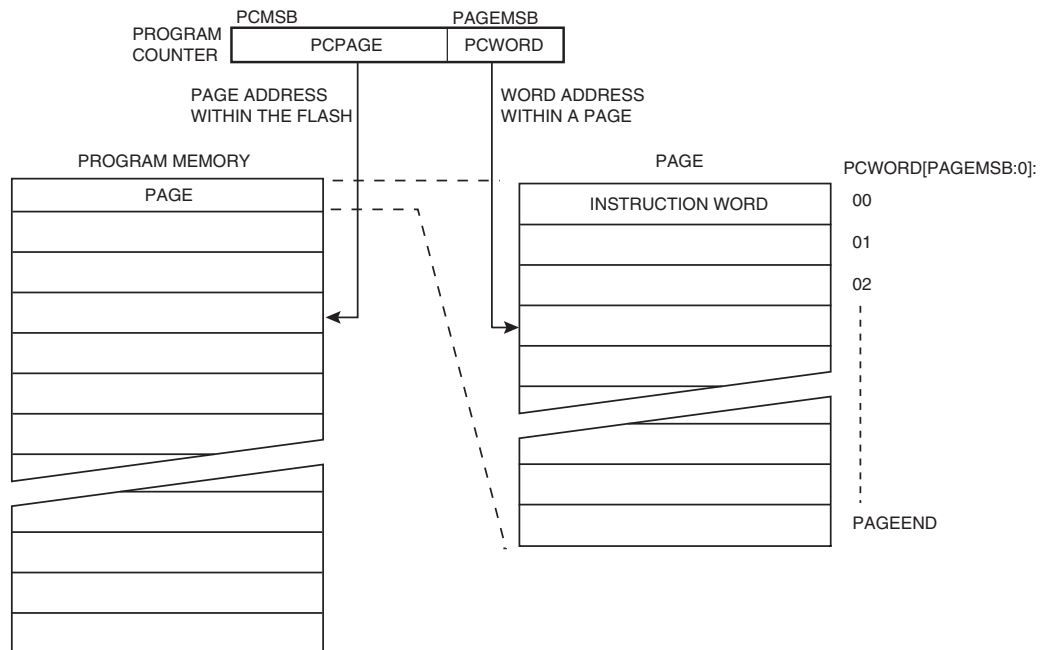 PCMSB PAGEMSB
PROGRAM
COUNTER
PCPAGE PCWORD
PAGE ADDRESS
WITHIN THE FLASH
WORD ADDRESS
WITHIN A PAGE
PROGRAM MEMORY
PAGE
PAGE
INSTRUCTION WORD
PCWORD[PAGEMSB:0]:
00
01
02
PAGEEND